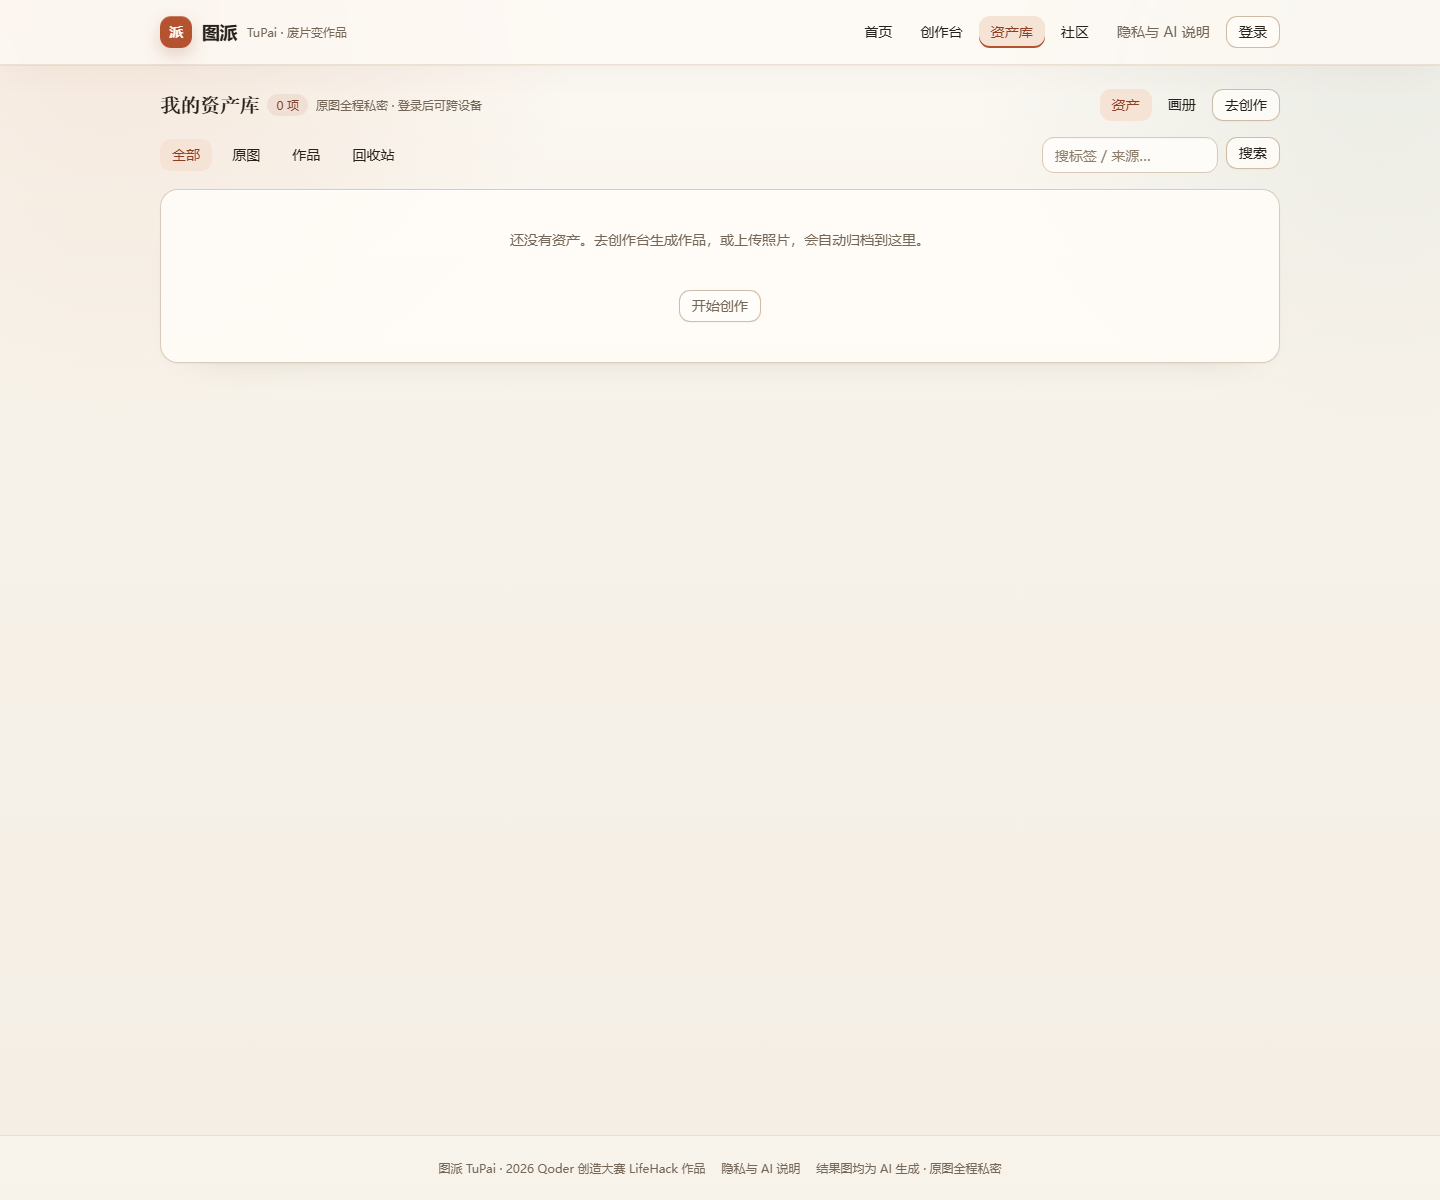 派 图派 TuPai · 废片变作品 首页 创作台 资产库 社区 隐私与 AI 说明 登录
我的资产库 0 项 原图全程私密 · 登录后可跨设备 资产 画册 去创作
全部 原图 作品 回收站 搜标签 / 来源... 搜索
还没有资产。去创作台生成作品，或上传照片，会自动归档到这里。
开始创作
图派 TuPai · 2026 Qoder 创造大赛 LifeHack 作品 隐私与 AI 说明 结果图均为 AI 生成 · 原图全程私密